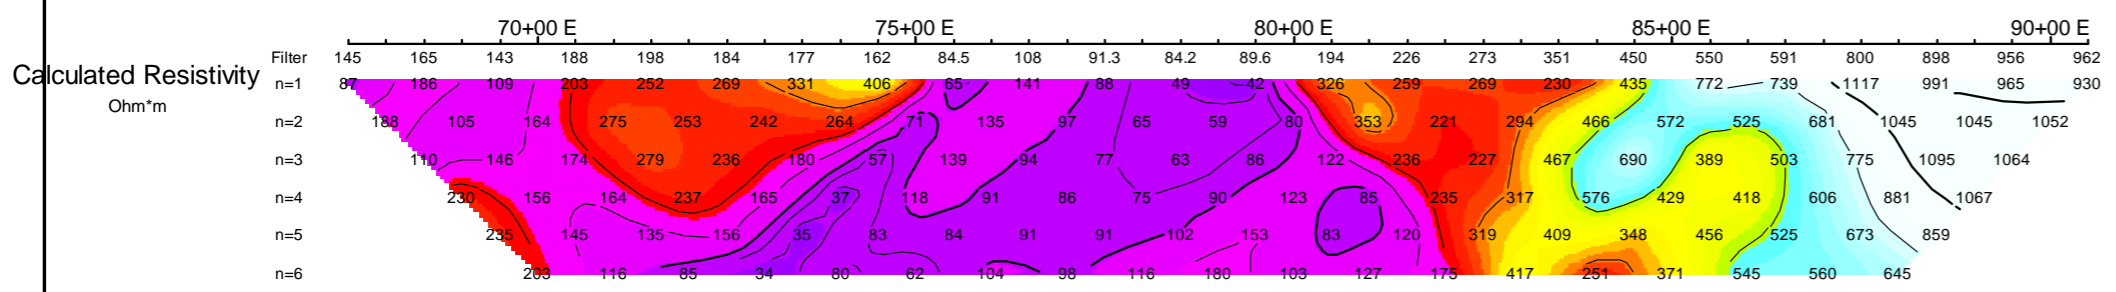 70+00 E 75+00 E 80+00 E 85+00 E 90+00 E
Filter 145 165 143 188 198 184 177 162 84.5 108 91.3 84.2 89.6 194 226 273 351 450 550 591 800 898 956 962
Calculated Resistivity
n=1 87 186 109 203 252 269 331 406 65 141 88 49 42 326 259 269 230 435 772 739 1117 991 965 930
Ohm*m
n=2 188 105 164 275 253 242 264 71 135 97 65 59 80 353 221 294 466 572 525 681 1045 1045 1052
n=3 110 146 174 279 236 180 57 139 94 77 63 86 122 236 227 467 690 389 503 775 1095 1064
n=4 230 156 164 237 165 37 118 91 86 75 90 123 85 235 317 576 429 418 606 881 1067
n=5 235 145 135 156 35 83 84 91 91 102 153 83 120 319 409 348 456 525 673 859
n=6 203 116 85 34 80 62 104 98 116 180 103 127 175 417 251 371 545 560 645